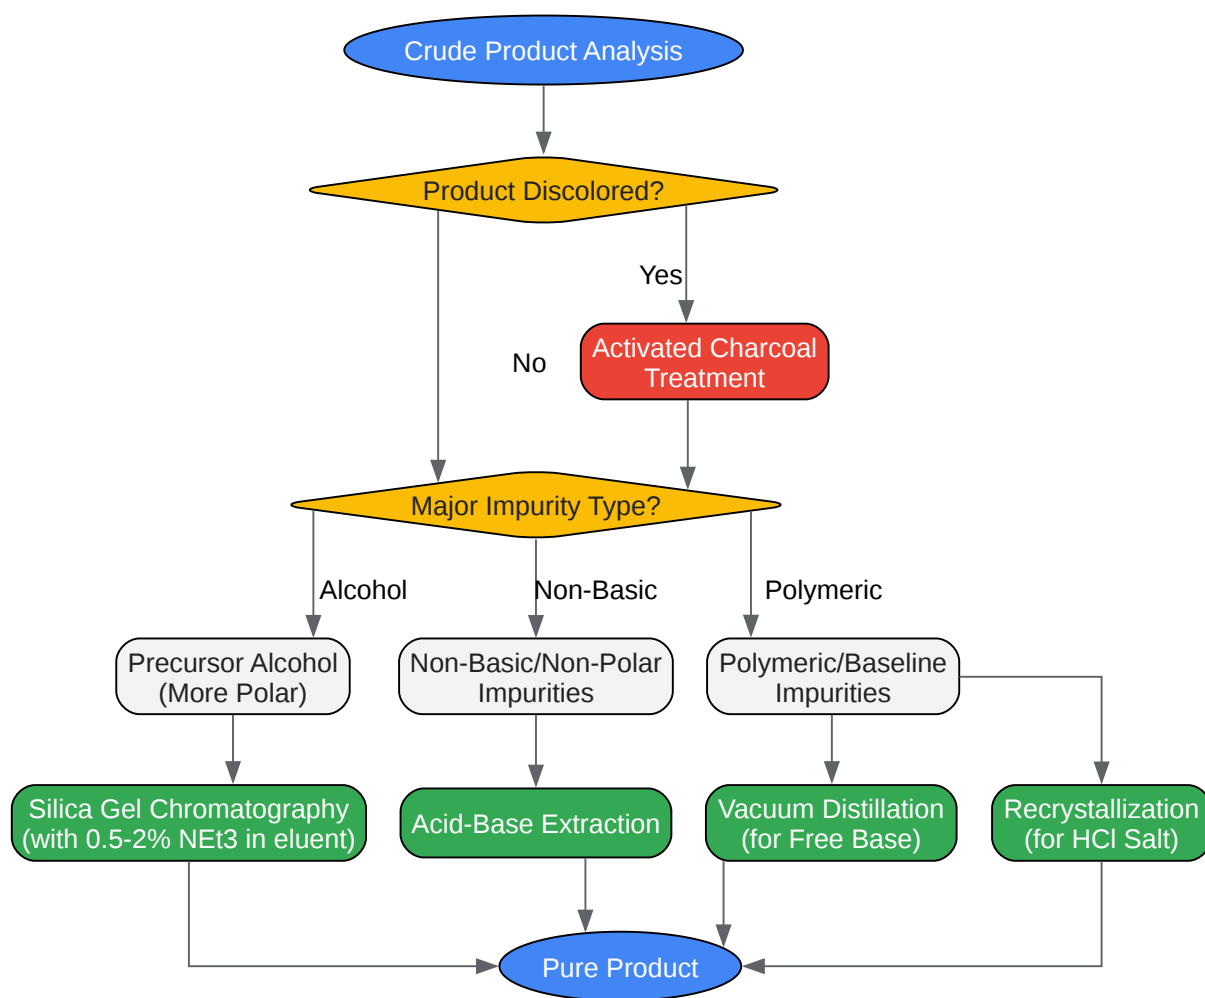 Crude Product Analysis
Product Discolored?
Yes
No
Activated Charcoal
Treatment
Major Impurity Type?
Alcohol
Non-Basic
Polymeric
Precursor Alcohol
(More Polar)
Non-Basic/Non-Polar
Impurities
Polymeric/Baseline
Impurities
Silica Gel Chromatography
(with 0.5-2% NEt3 in eluent)
Acid-Base Extraction
Vacuum Distillation
(for Free Base)
Recrystallization
(for HCl Salt)
Pure Product